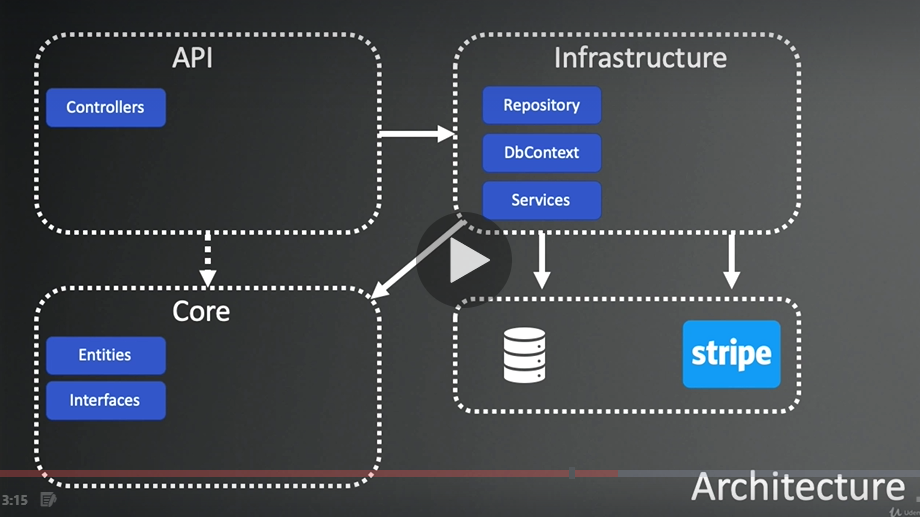 API
Controllers
Infrastructure
Repository
DbContext
Services
Core
Entities
Interfaces
stripe
3:15
Architecture